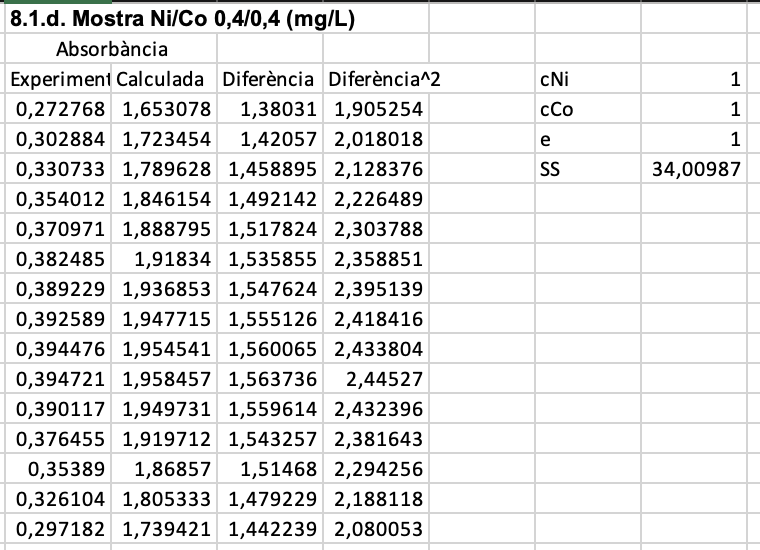 8.1.d. Mostra Ni/Co 0,4/0,4 (mg/L)
Absorbància
Experiment Calculada Diferència Diferència^2 cNi 1
0,272768 1,653078 1,38031 1,905254 cCo 1
0,302884 1,723454 1,42057 2,018018 e 1
0,330733 1,789628 1,458895 2,128376 SS 34,00987
0,354012 1,846154 1,492142 2,226489
0,370971 1,888795 1,517824 2,303788
0,382485 1,91834 1,535855 2,358851
0,389229 1,936853 1,547624 2,395139
0,392589 1,947715 1,555126 2,418416
0,394476 1,954541 1,560065 2,433804
0,394721 1,958457 1,563736 2,44527
0,390117 1,949731 1,559614 2,432396
0,376455 1,919712 1,543257 2,381643
0,35389 1,86857 1,51468 2,294256
0,326104 1,805333 1,479229 2,188118
0,297182 1,739421 1,442239 2,080053